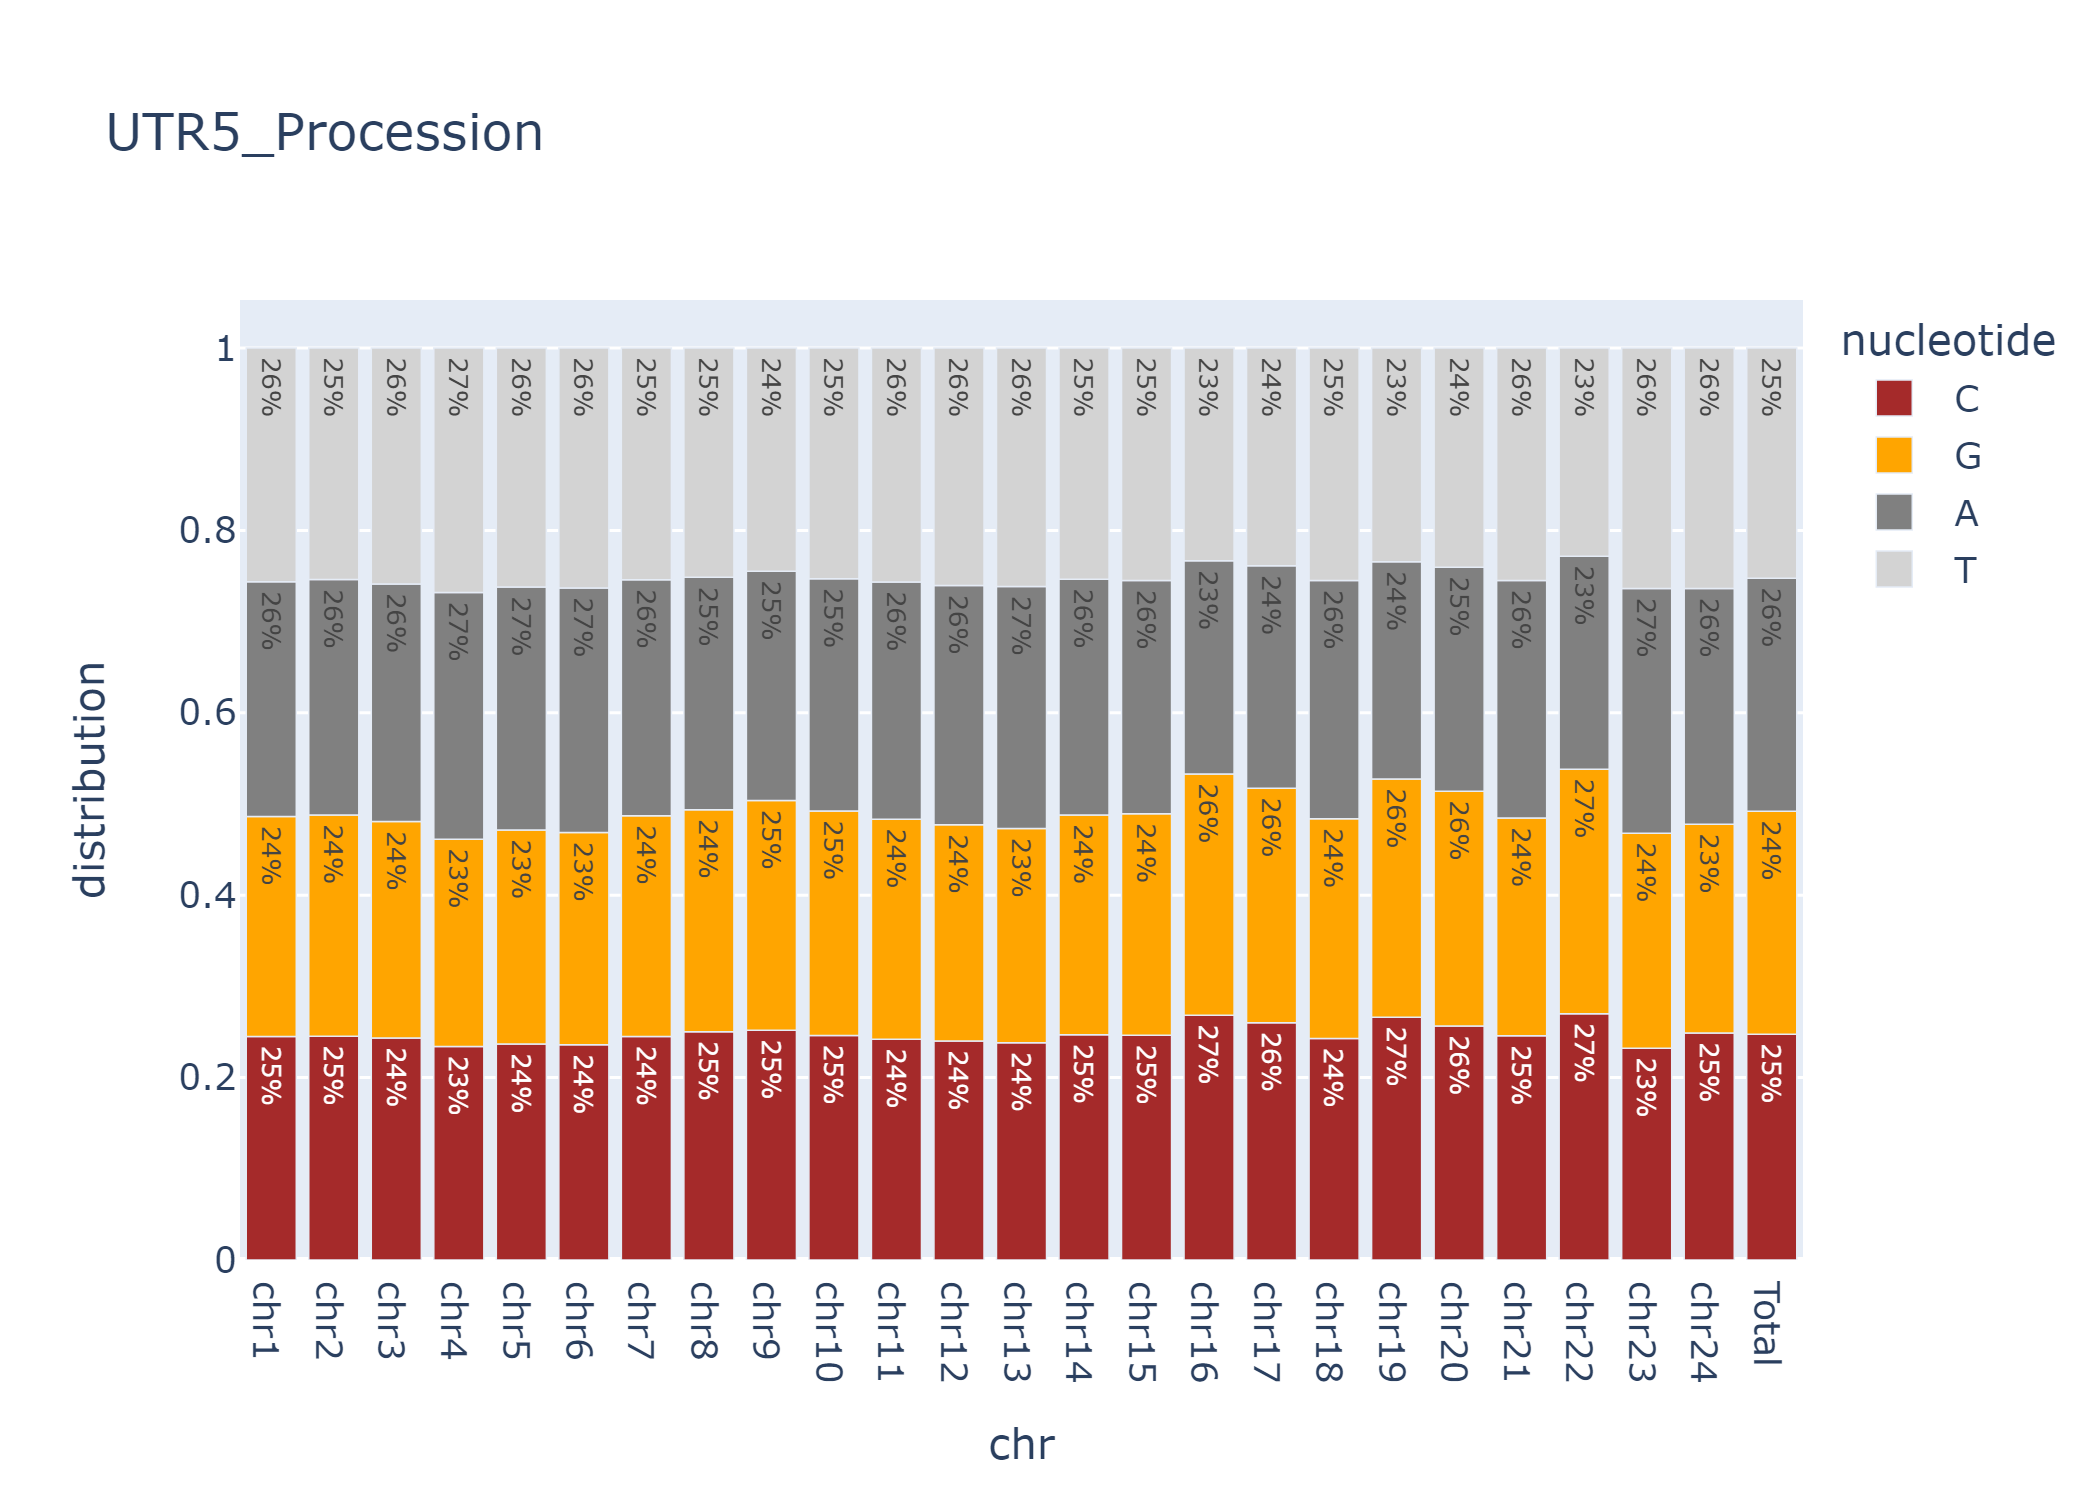 UTR5_Procession
nucleotide
C
G
A
T
distribution
1
0.8
0.6
0.4
0.2
0
26% 25% 26% 27% 26% 26% 25% 25% 24% 25% 26% 26% 26% 25% 25% 23% 24% 25% 23% 24% 26% 23% 26% 26% 25%
26% 26% 26% 27% 27% 27% 26% 25% 25% 25% 26% 26% 27% 26% 26% 23% 24% 26% 24% 25% 26% 23% 27% 26% 26%
24% 24% 24% 23% 23% 23% 24% 24% 25% 25% 24% 24% 23% 24% 24% 26% 26% 24% 26% 26% 24% 27% 24% 23% 24%
25% 25% 24% 23% 24% 24% 24% 25% 25% 25% 24% 24% 24% 25% 25% 27% 26% 24% 27% 26% 25% 27% 23% 25% 25%
chr1 chr2 chr3 chr4 chr5 chr6 chr7 chr8 chr9 chr10 chr11 chr12 chr13 chr14 chr15 chr16 chr17 chr18 chr19 chr20 chr21 chr22 chr23 chr24 Total
chr